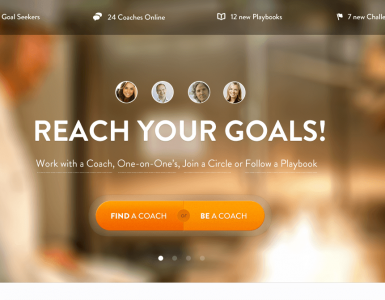 Goal Seekers
24 Coaches Online
12 new Playbooks
7 new Challe
REACH YOUR GOALS!
Work with a Coach, One-on-One's, Join a Circle or Follow a Playbook
FIND A COACH
BE A COACH